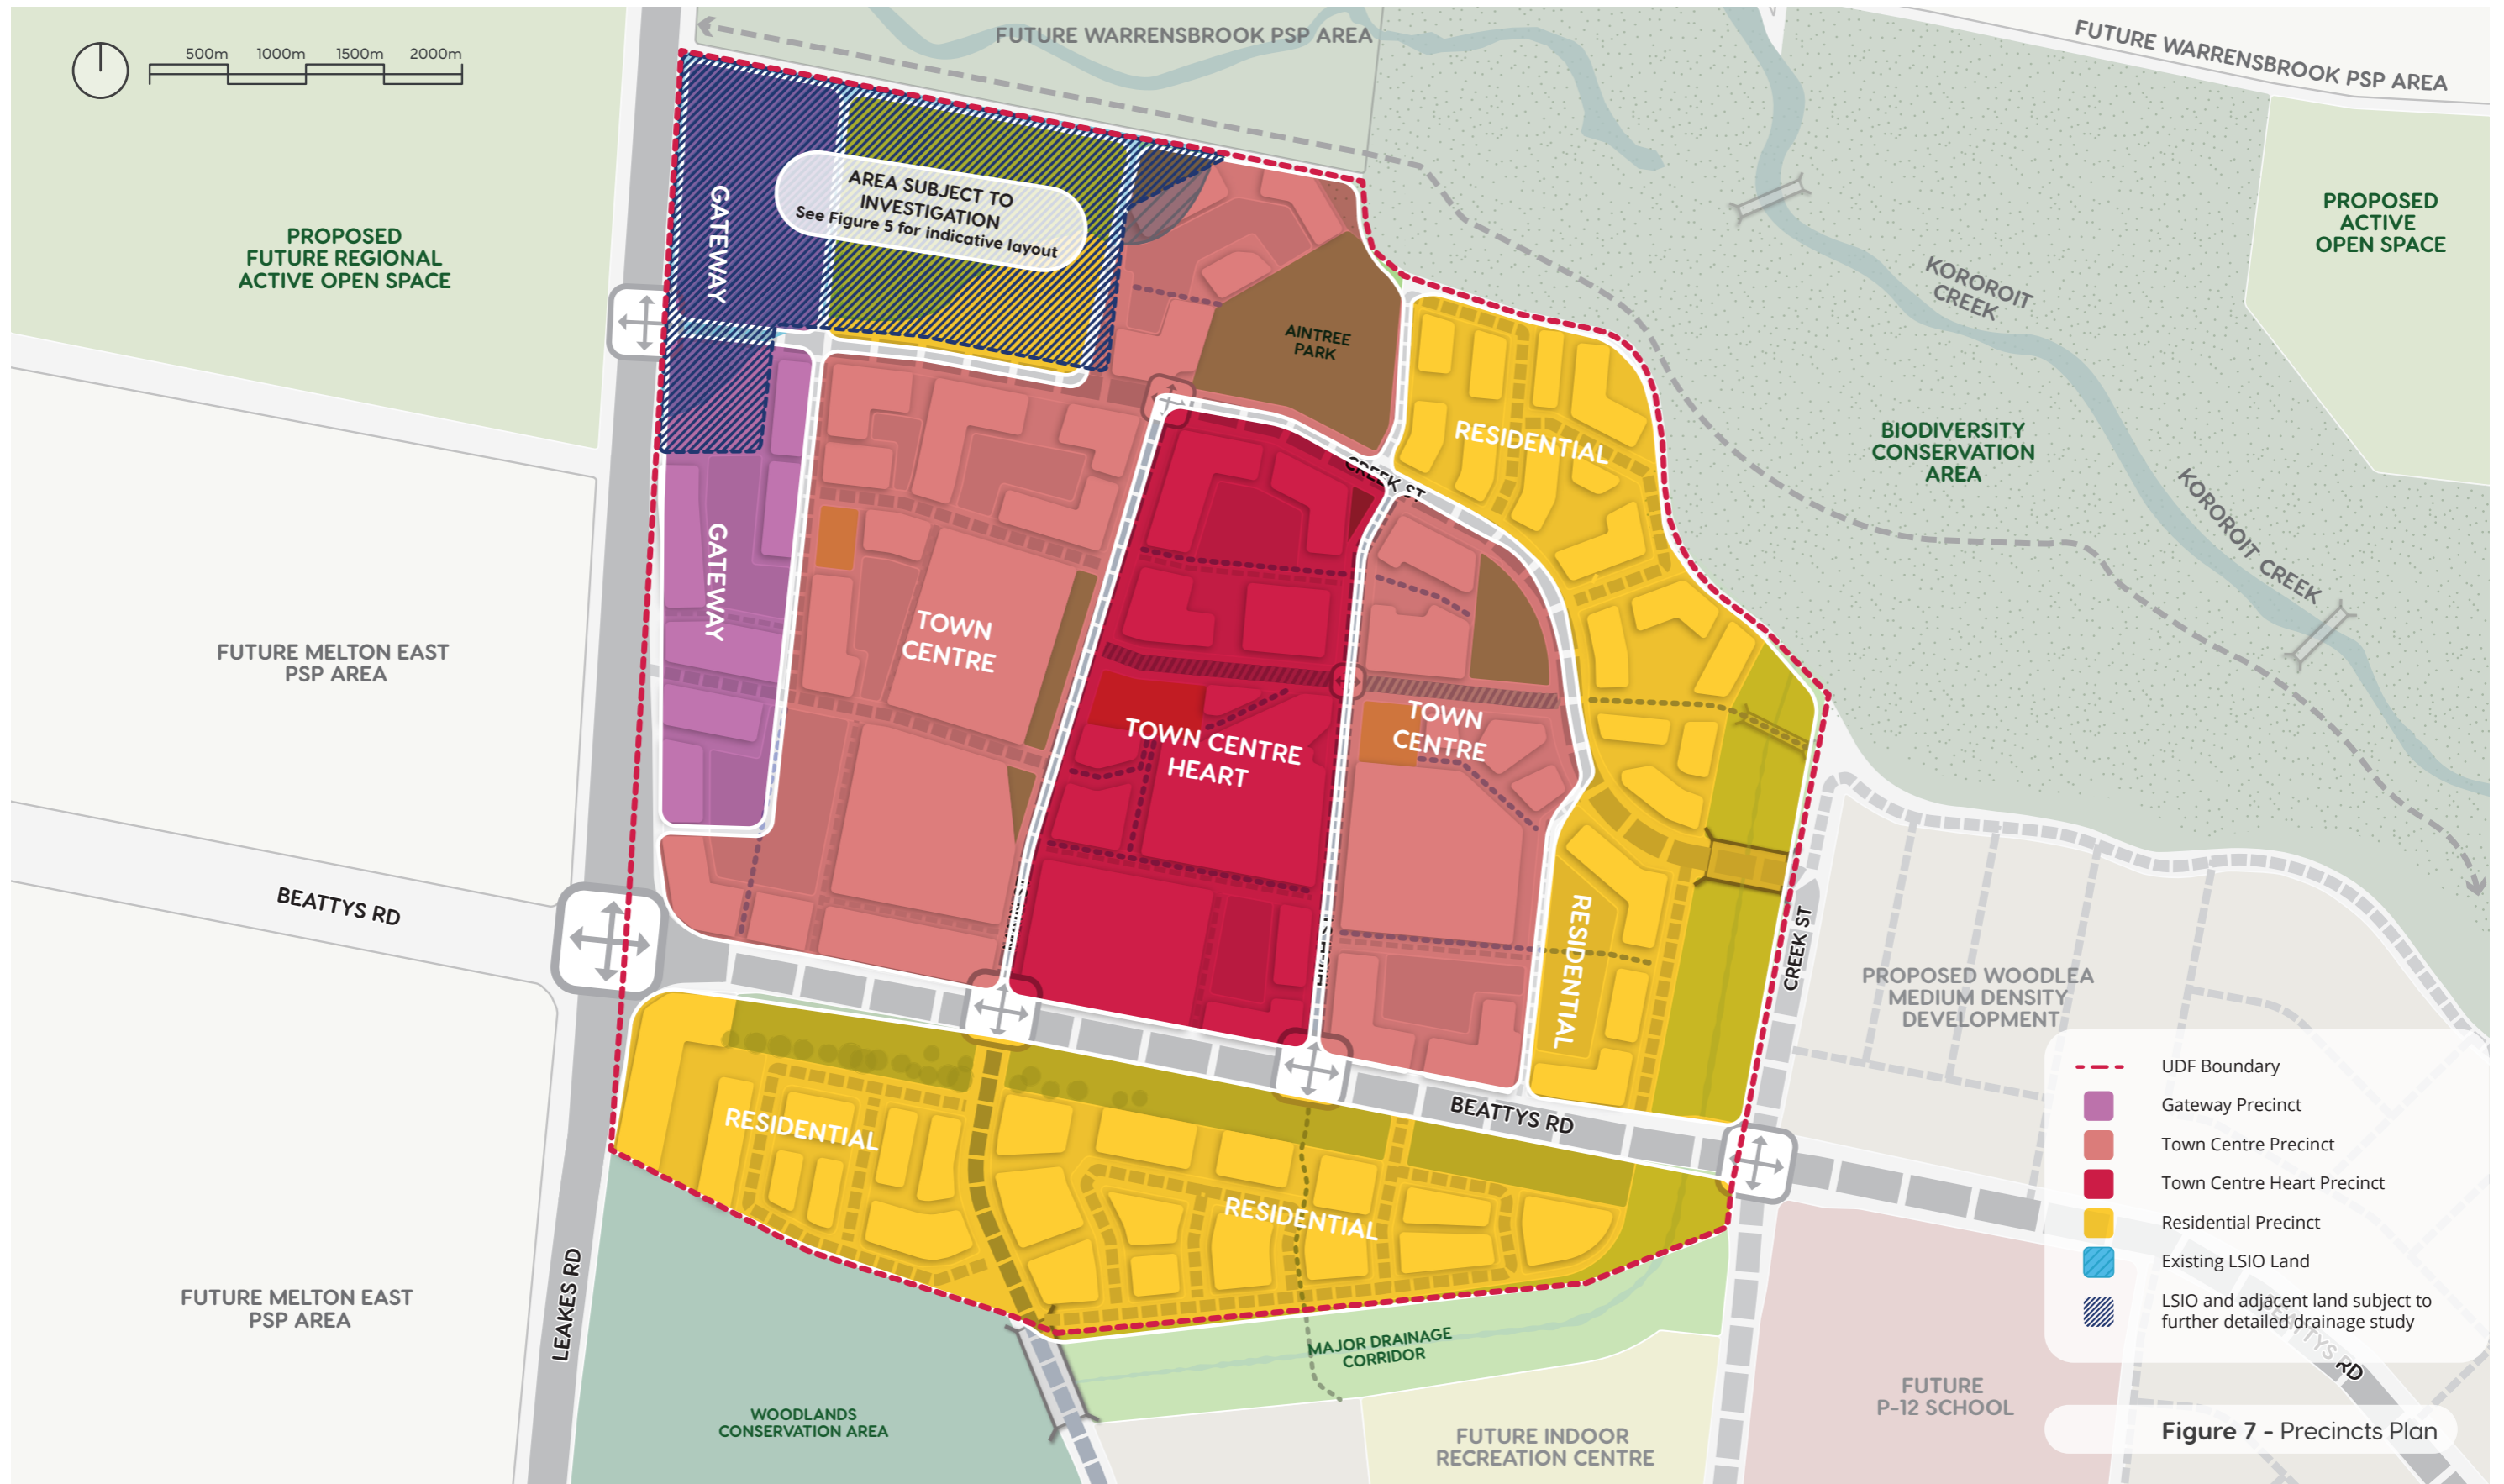 500m 1000m 1500m 2000m
FUTURE WARRENSBROOK PSP AREA
FUTURE WARRENSBROOK PSP AREA
PROPOSED
FUTURE REGIONAL
ACTIVE OPEN SPACE
GATEWAY
AREA SUBJECT TO
INVESTIGATION
See Figure 5 for indicative layout
PROPOSED
ACTIVE
OPEN SPACE
KOROROIT
CREEK
AINTREE
PARK
RESIDENTIAL
BIODIVERSITY
CONSERVATION
AREA
CREEK ST
KOROROIT CREEK
GATEWAY
TOWN
CENTRE
FUTURE MELTON EAST
PSP AREA
TOWN CENTRE
HEART
TOWN
CENTRE
BEATTYS RD
RESIDENTIAL
CREEK ST
PROPOSED WOODLEA
MEDIUM DENSITY
DEVELOPMENT
RESIDENTIAL
BEATTYS RD
RESIDENTIAL
LEAKES RD
FUTURE MELTON EAST
PSP AREA
MAJOR DRAINAGE
CORRIDOR
WOODLANDS
CONSERVATION AREA
FUTURE INDOOR
RECREATION CENTRE
FUTURE
P-12 SCHOOL
BEATTYS RD
UDF Boundary
Gateway Precinct
Town Centre Precinct
Town Centre Heart Precinct
Residential Precinct
Existing LSIO Land
LSIO and adjacent land subject to
further detailed drainage study
Figure 7 - Precincts Plan